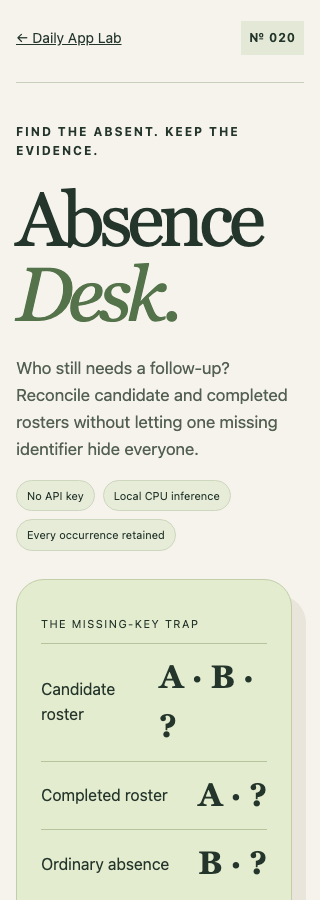 ← Daily App Lab
Nº 020
FIND THE ABSENT. KEEP THE
EVIDENCE.
Absence
Desk.
Who still needs a follow-up?
Reconcile candidate and completed
rosters without letting one missing
identifier hide everyone.
No API key
Local CPU inference
Every occurrence retained
THE MISSING-KEY TRAP
Candidate
roster
A · B ·
?
Completed roster
A · ?
Ordinary absence
B · ?